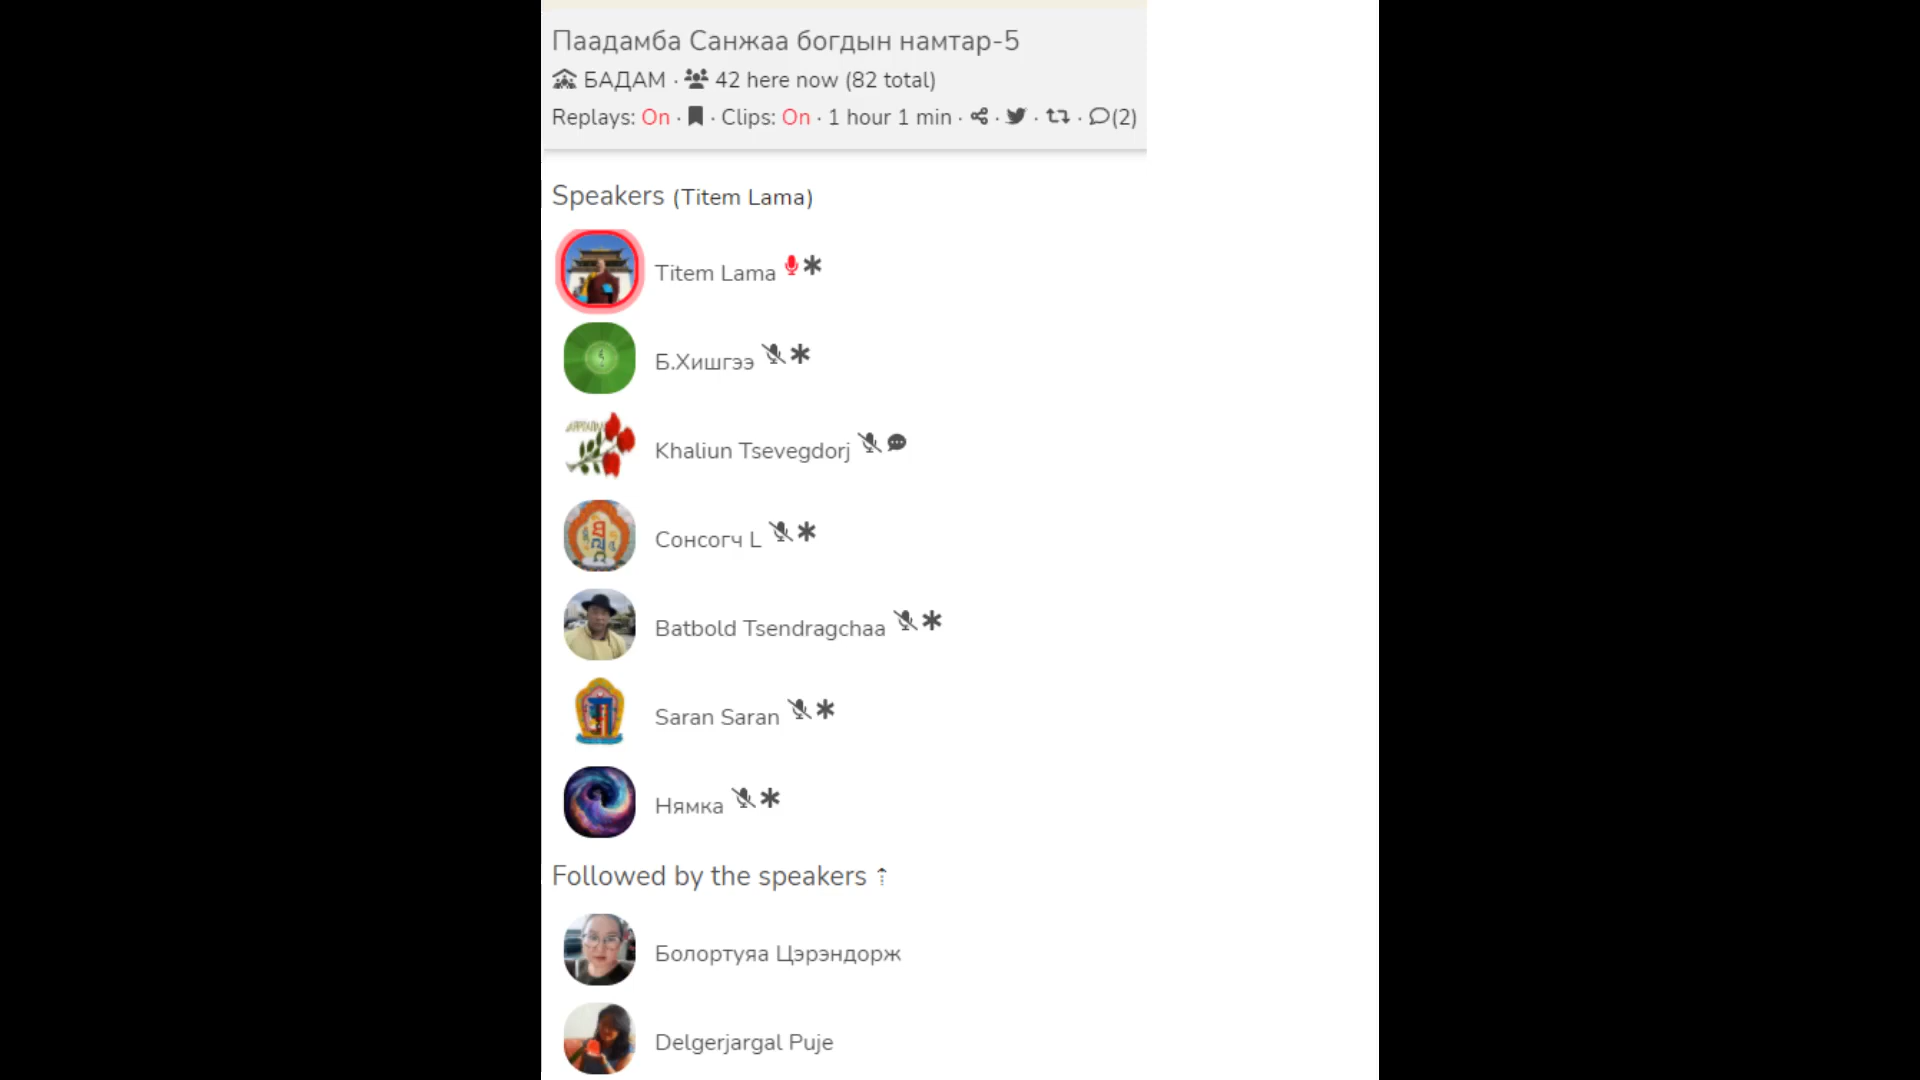 Паадамба Санжаа богдын намтар-5
БАДАМ · 42 here now (82 total)
Replays: On · · Clips: On · 1 hour 1 min · · · · (2)
Speakers (Titem Lama)
Titem Lama
Б.Хишгээ
Khaliun Tsevegdorj
Сонсогч L
Batbold Tsendragchaa
Saran Saran
Нямка
Followed by the speakers
Болортуяа Цэрэндорж
Delgerjargal Puje